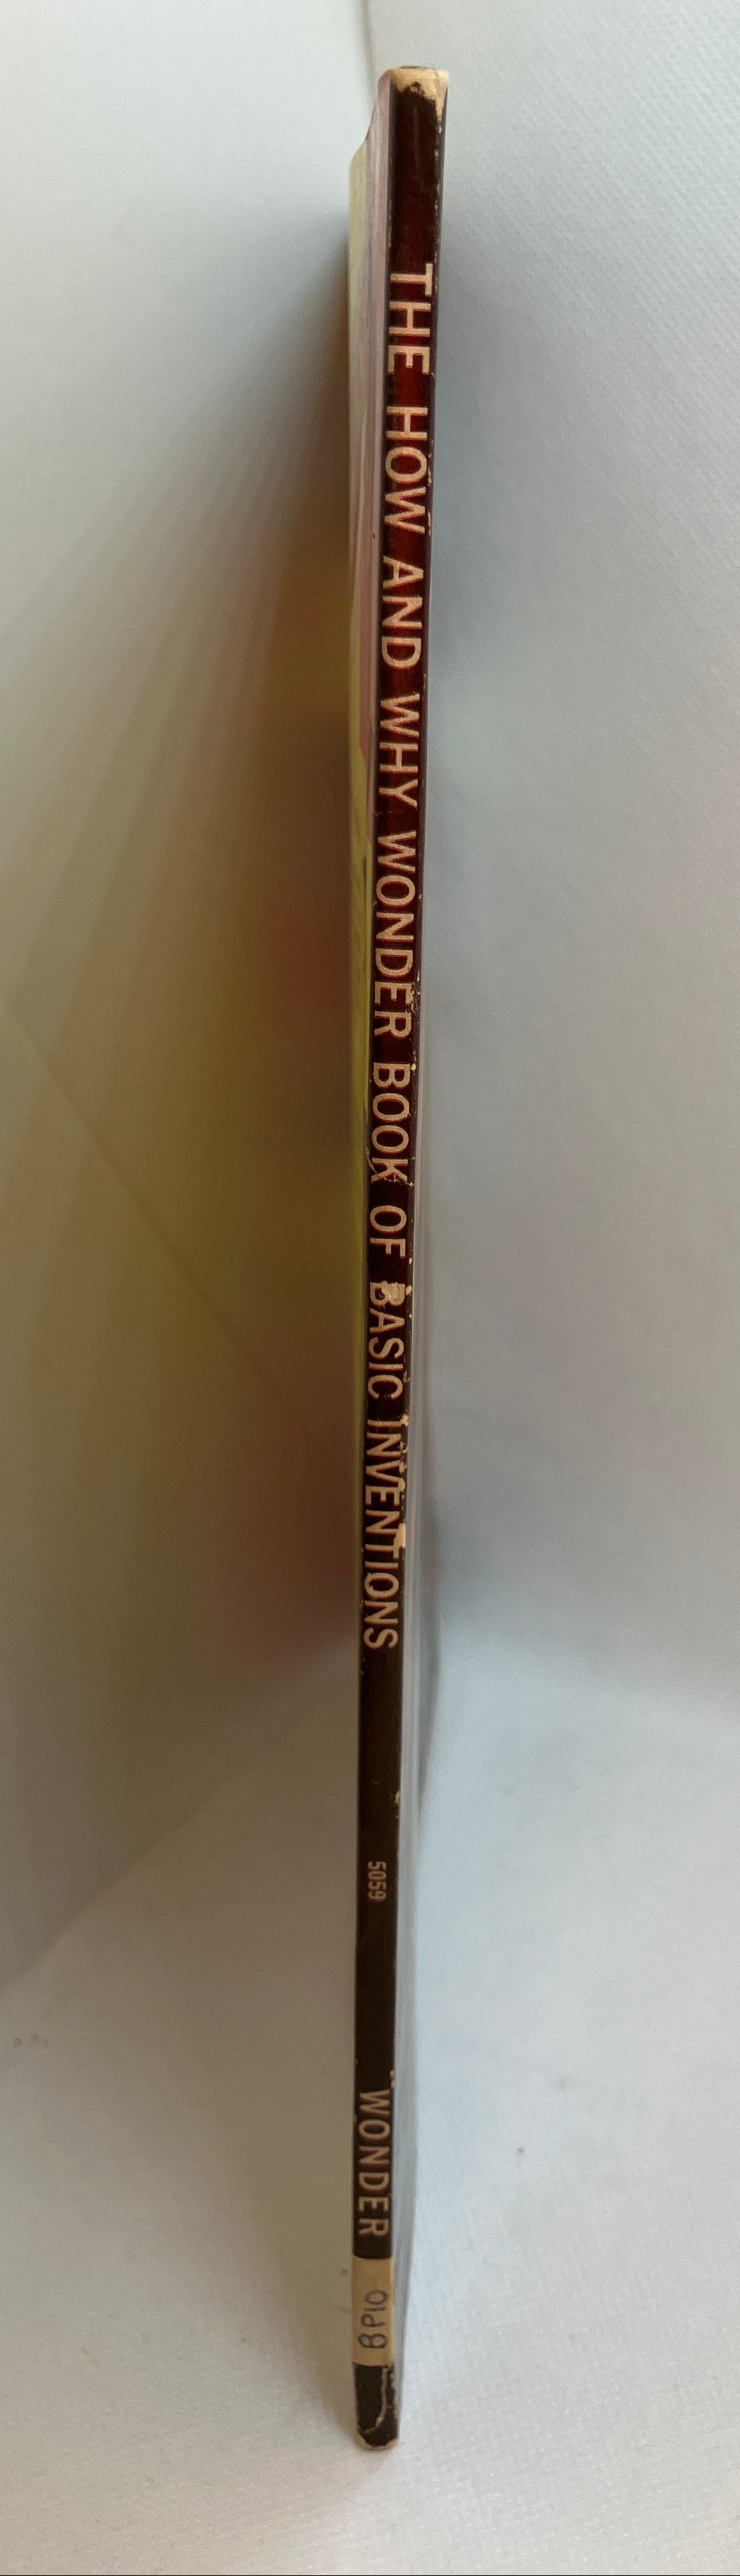 THE HOW AND WHY WONDER BOOK OF BASIC INVENTIONS
5059
WONDER
BP10